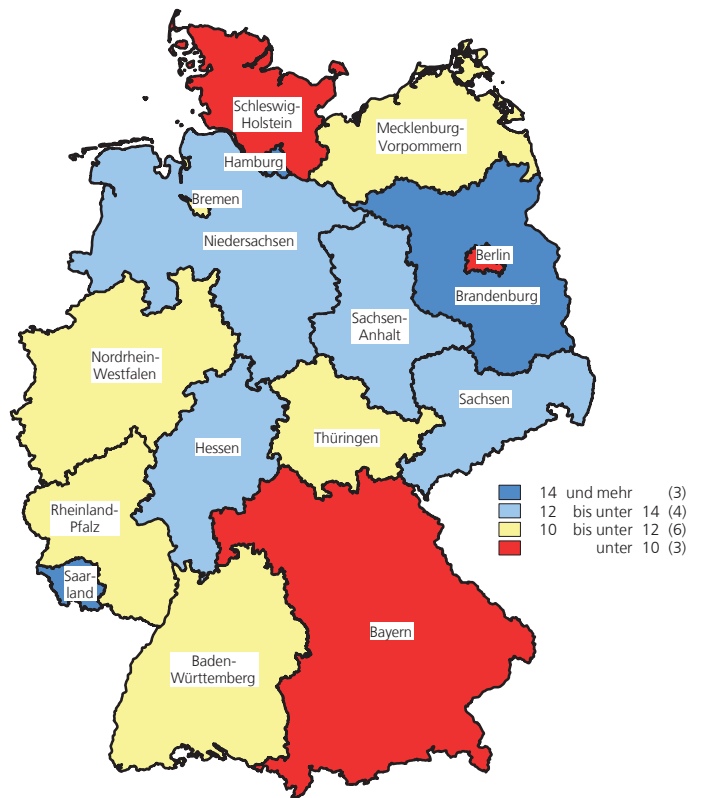 Schleswig-
Holstein
Mecklenburg-
Vorpommern
Hamburg
Bremen
Niedersachsen
Berlin
Brandenburg
Sachsen-
Anhalt
Nordrhein-
Westfalen
Sachsen
Thüringen
Hessen
Rheinland-
Pfalz
Saar-
land
Bayern
Baden-
Württemberg
14 und mehr (3)
12 bis unter 14 (4)
10 bis unter 12 (6)
unter 10 (3)